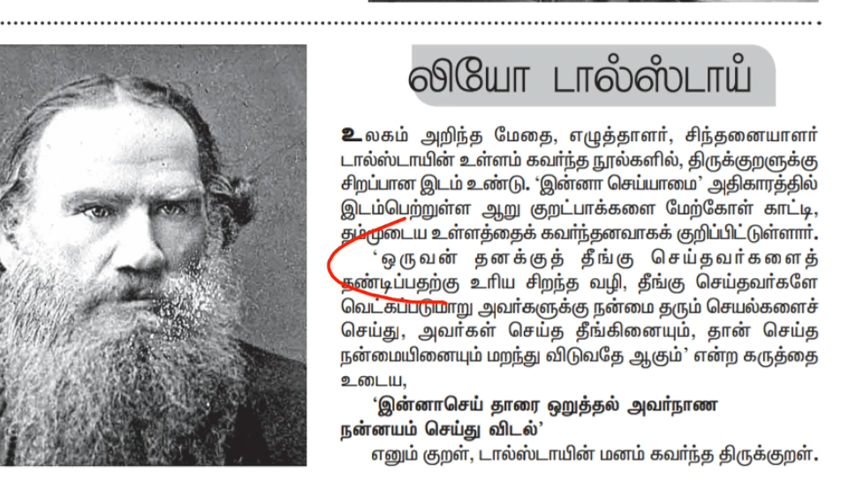 லியோ டால்ஸ்டாய்
உலகம் அறிந்த மேதை, எழுத்தாளர், சிந்தனையாளர்
டால்ஸ்டாயின் உள்ளம் கவர்ந்த நூல்களில், திருக்குறளுக்கு
சிறப்பான இடம் உண்டு. ‘இன்னா செய்யாமை’ அதிகாரத்தில்
இடம்பெற்றுள்ள ஆறு குறட்பாக்களை மேற்கோள் காட்டி,
தம்முடைய உள்ளத்தைக் கவர்ந்தனவாகக் குறிப்பிட்டுள்ளார்.
‘ஒருவன் தனக்குத் தீங்கு செய்தவர்களைத்
தண்டிப்பதற்கு உரிய சிறந்த வழி, தீங்கு செய்தவர்களே
வெட்கப்படுமாறு அவர்களுக்கு நன்மை தரும் செயல்களைச்
செய்து, அவர்கள் செய்த தீங்கினையும், தான் செய்த
நன்மையினையும் மறந்து விடுவதே ஆகும்’ என்ற கருத்தை
உடைய,
‘இன்னாசெய் தாரை ஒறுத்தல் அவர்நாண
நன்னயம் செய்து விடல்’
எனும் குறள், டால்ஸ்டாயின் மனம் கவர்ந்த திருக்குறள்.